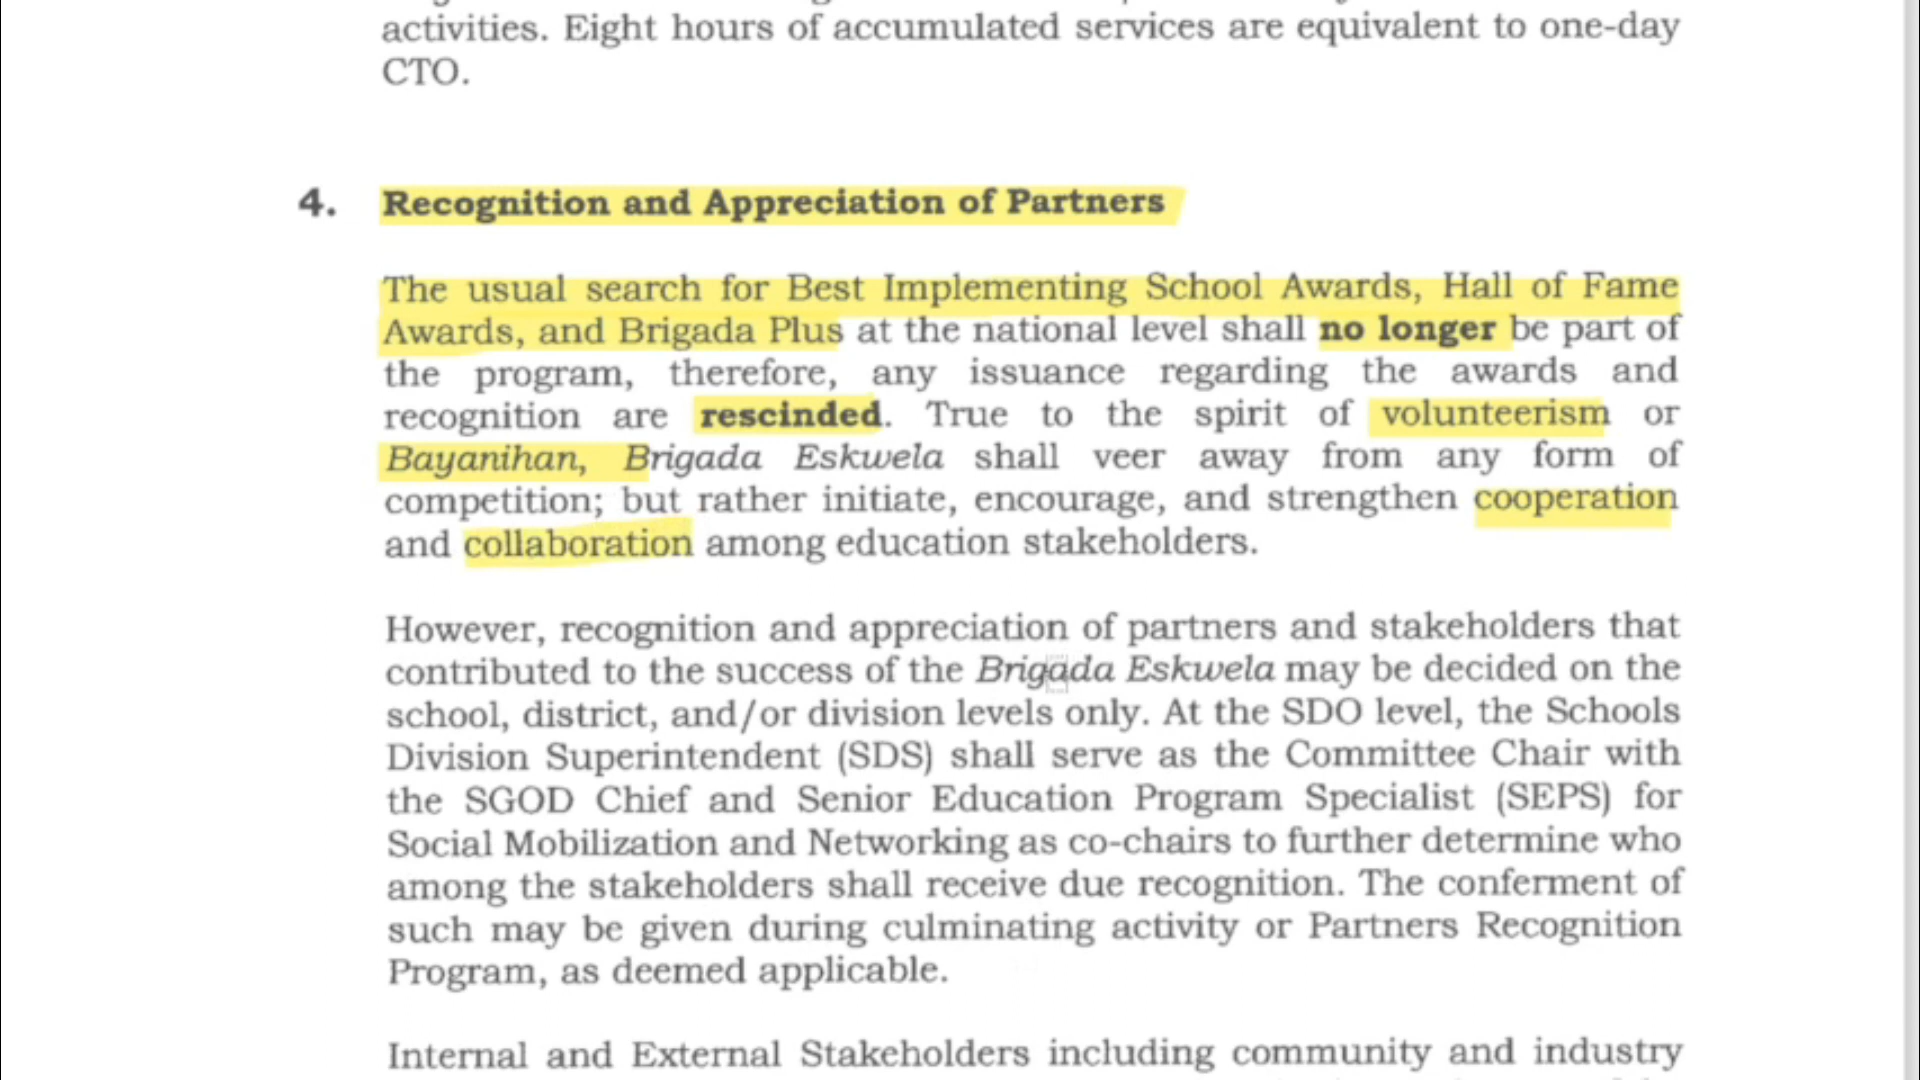 activities. Eight hours of accumulated services are equivalent to one-day
CTO.
4. Recognition and Appreciation of Partners
The usual search for Best Implementing School Awards, Hall of Fame
Awards, and Brigada Plus at the national level shall no longer be part of
the program, therefore, any issuance regarding the awards and
recognition are rescinded. True to the spirit of volunteerism or
Bayanihan, Brigada Eskwela shall veer away from any form of
competition; but rather initiate, encourage, and strengthen cooperation
and collaboration among education stakeholders.
However, recognition and appreciation of partners and stakeholders that
contributed to the success of the Brigada Eskwela may be decided on the
school, district, and/or division levels only. At the SDO level, the Schools
Division Superintendent (SDS) shall serve as the Committee Chair with
the SGOD Chief and Senior Education Program Specialist (SEPS) for
Social Mobilization and Networking as co-chairs to further determine who
among the stakeholders shall receive due recognition. The conferment of
such may be given during culminating activity or Partners Recognition
Program, as deemed applicable.
Internal and External Stakeholders including community and industry